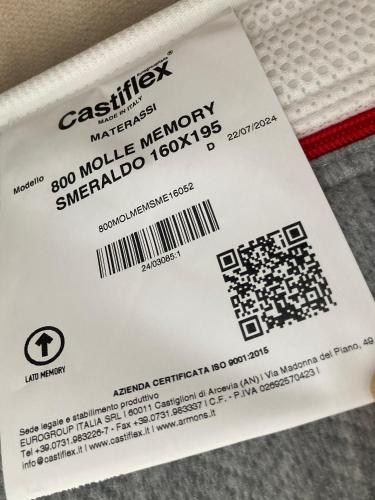 Castiflex®
MADE IN ITALY
MATERASSI
Modello
800 MOLLE MEMORY
SMERALDO 160X195
D 22/07/2024
800MOLMEMSME16052
24/03085:1
LATO MEMORY
AZIENDA CERTIFICATA ISO 9001:2015
Sede legale e stabilimento produttivo
EUROGROUP ITALIA SRL | 60011 Castiglioni di Arcevia (AN) | Via Madonna del Piano, 49
Tel +39.0731.983226-7 - Fax +39.0731.983337 | C.F. - P.IVA 02692570423 |
info@castiflex.it | www.castiflex.it | www.armons.it |